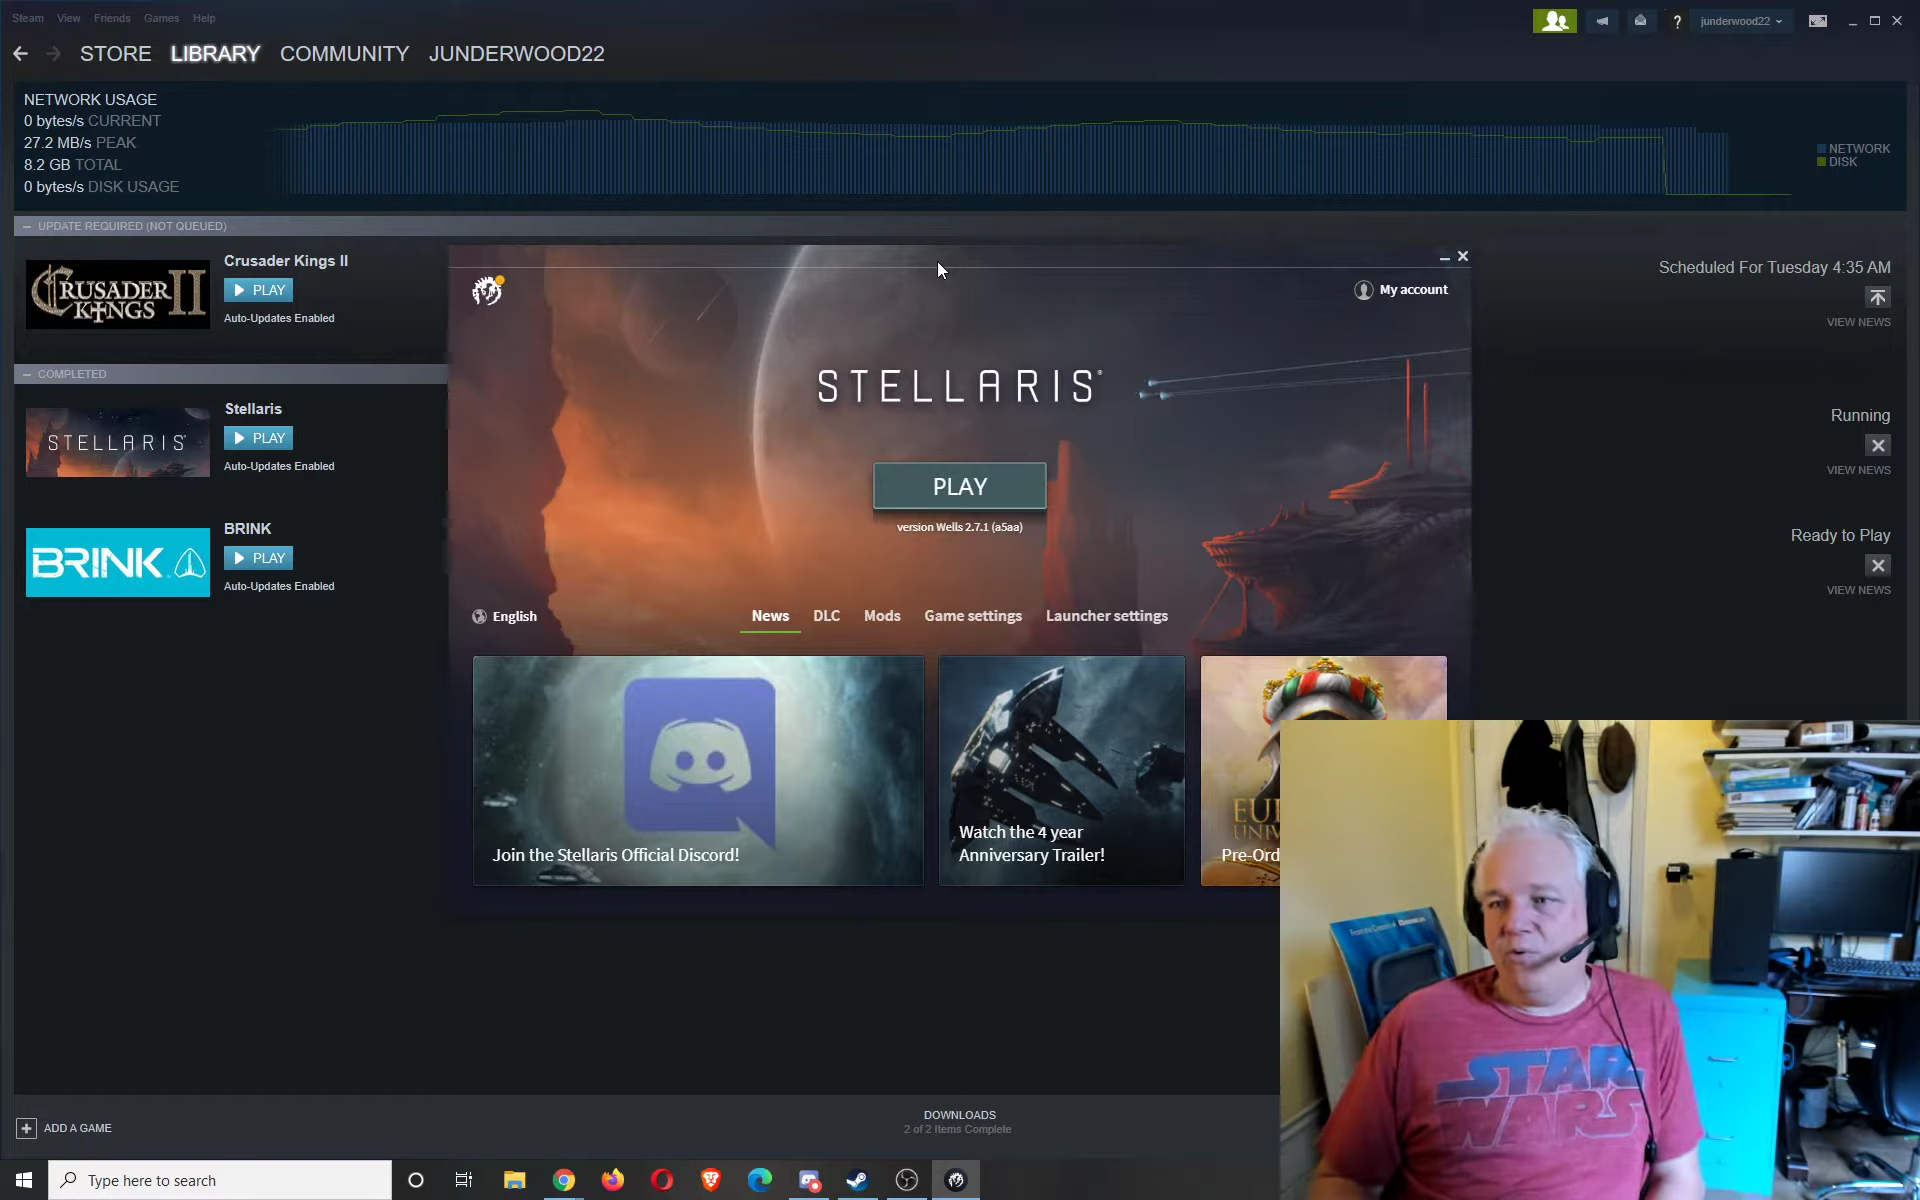 Steam View Friends Games Help
junderwood22
STORE LIBRARY COMMUNITY JUNDERWOOD22
NETWORK USAGE
0 bytes/s CURRENT
27.2 MB/s PEAK
8.2 GB TOTAL
0 bytes/s DISK USAGE
NETWORK
DISK
UPDATE REQUIRED (NOT QUEUED)
CRUSADER II
KINGS
Crusader Kings II
PLAY
Auto-Updates Enabled
Scheduled For Tuesday 4:35 AM
VIEW NEWS
COMPLETED
STELLARIS
Stellaris
PLAY
Auto-Updates Enabled
Running
VIEW NEWS
BRINK
BRINK
PLAY
Auto-Updates Enabled
Ready to Play
VIEW NEWS
My account
STELLARIS
PLAY
version Wells 2.7.1 (a5aa)
English
News DLC Mods Game settings Launcher settings
Join the Stellaris Official Discord!
Watch the 4 year
Anniversary Trailer!
EU
UNIV
Pre-Ord
STAR
WARS
ADD A GAME
DOWNLOADS
2 of 2 Items Complete
Type here to search